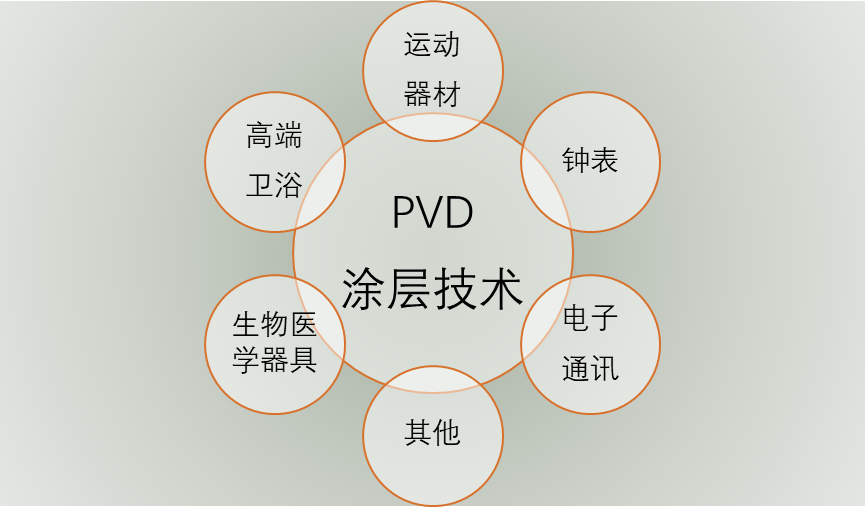 运动
器材
高端
卫浴
钟表
PVD
涂层技术
生物医
学器具
电子
通讯
其他